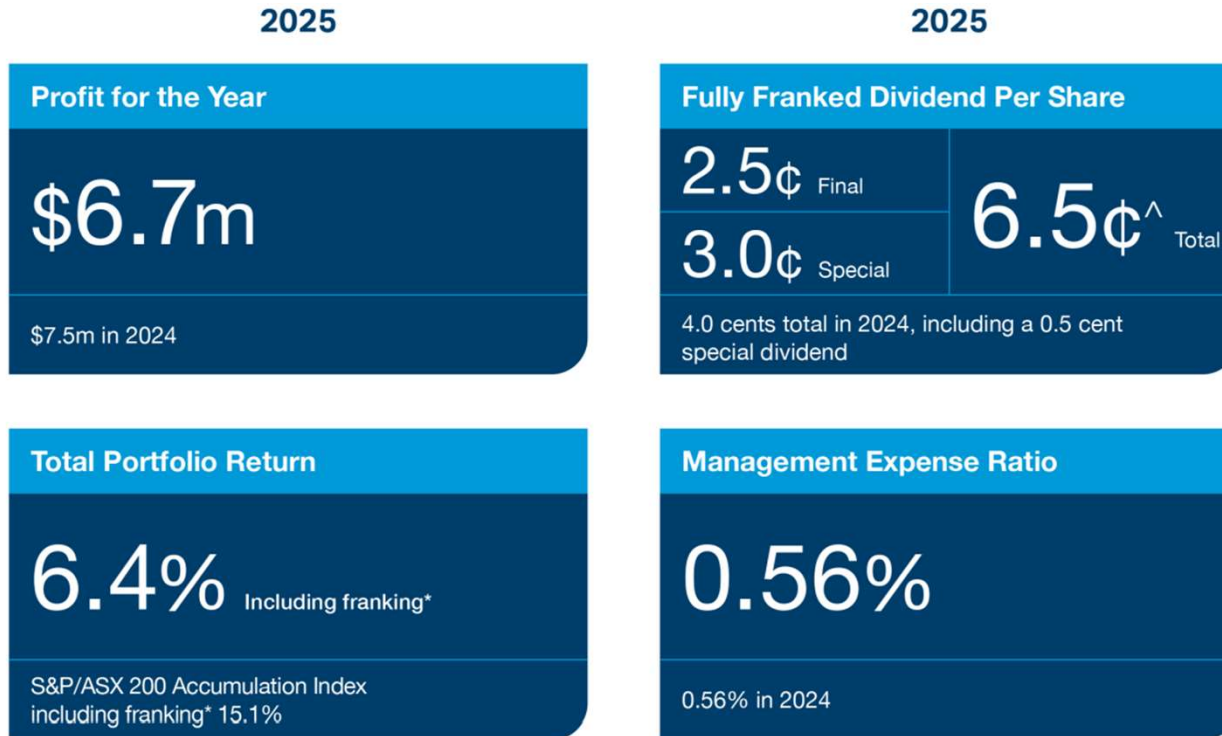 2025
Profit for the Year
$6.7m
$7.5m in 2024
2025
Fully Franked Dividend Per Share
2.5¢ Final
3.0¢ Special
6.5¢^ Total
4.0 cents total in 2024, including a 0.5 cent
special dividend
Total Portfolio Return
6.4% Including franking*
S&P/ASX 200 Accumulation Index
including franking* 15.1%
Management Expense Ratio
0.56%
0.56% in 2024